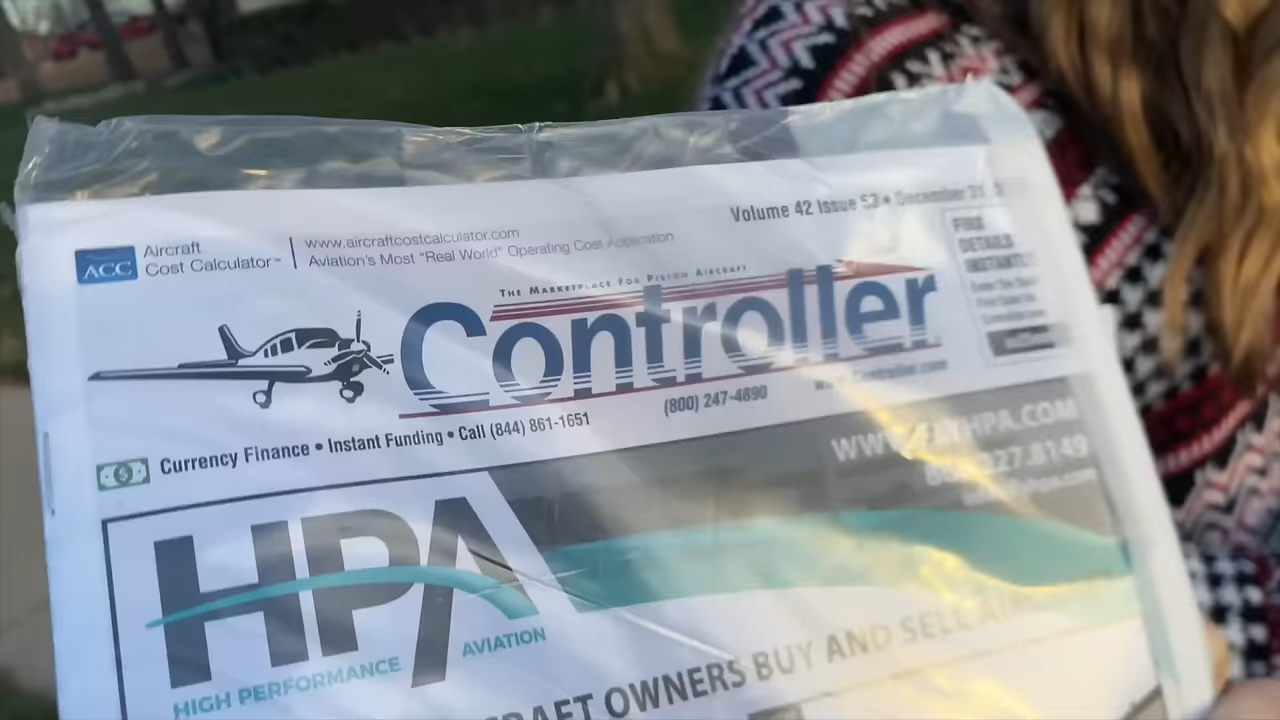 Volume 42 Issue 53 • December
ACC
Aircraft
Cost Calculator
www.aircraftcostcalculator.com
Aviation's Most "Real World" Operating Cost Application
FIND
DETAILS
THE MARKETPLACE FOR PISTON AIRCRAFT
Controller
(800) 247-4890
Currency Finance • Instant Funding • Call (844) 861-1651
HPA
HIGH PERFORMANCE AVIATION
OWNERS BUY AND SELL